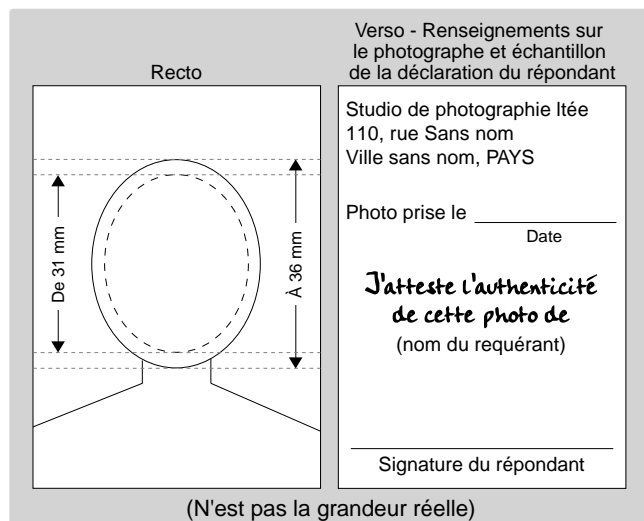 Recto
De 31 mm
À 36 mm
Verso - Renseignements sur
le photographe et échantillon
de la déclaration du répondant
Studio de photographie ltée
110, rue Sans nom
Ville sans nom, PAYS
Photo prise le
Date
J'atteste l'authenticité
de cette photo de
(nom du requérant)
Signature du répondant
(N'est pas la grandeur réelle)